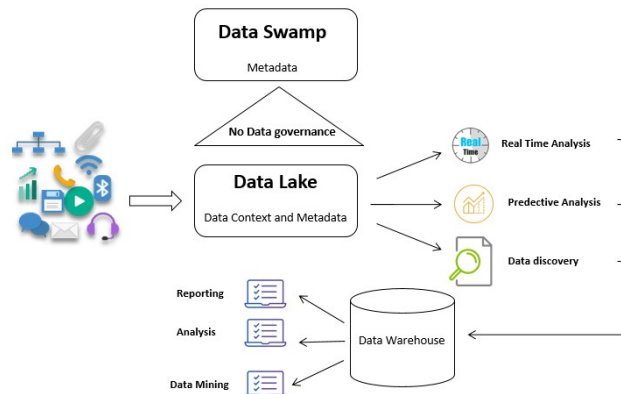 Data Swamp
Metadata
No Data governance
Data Lake
Data Context and Metadata
Real
Time
Real Time Analysis
Predective Analysis
Data discovery
Reporting
Analysis
Data Mining
Data Warehouse